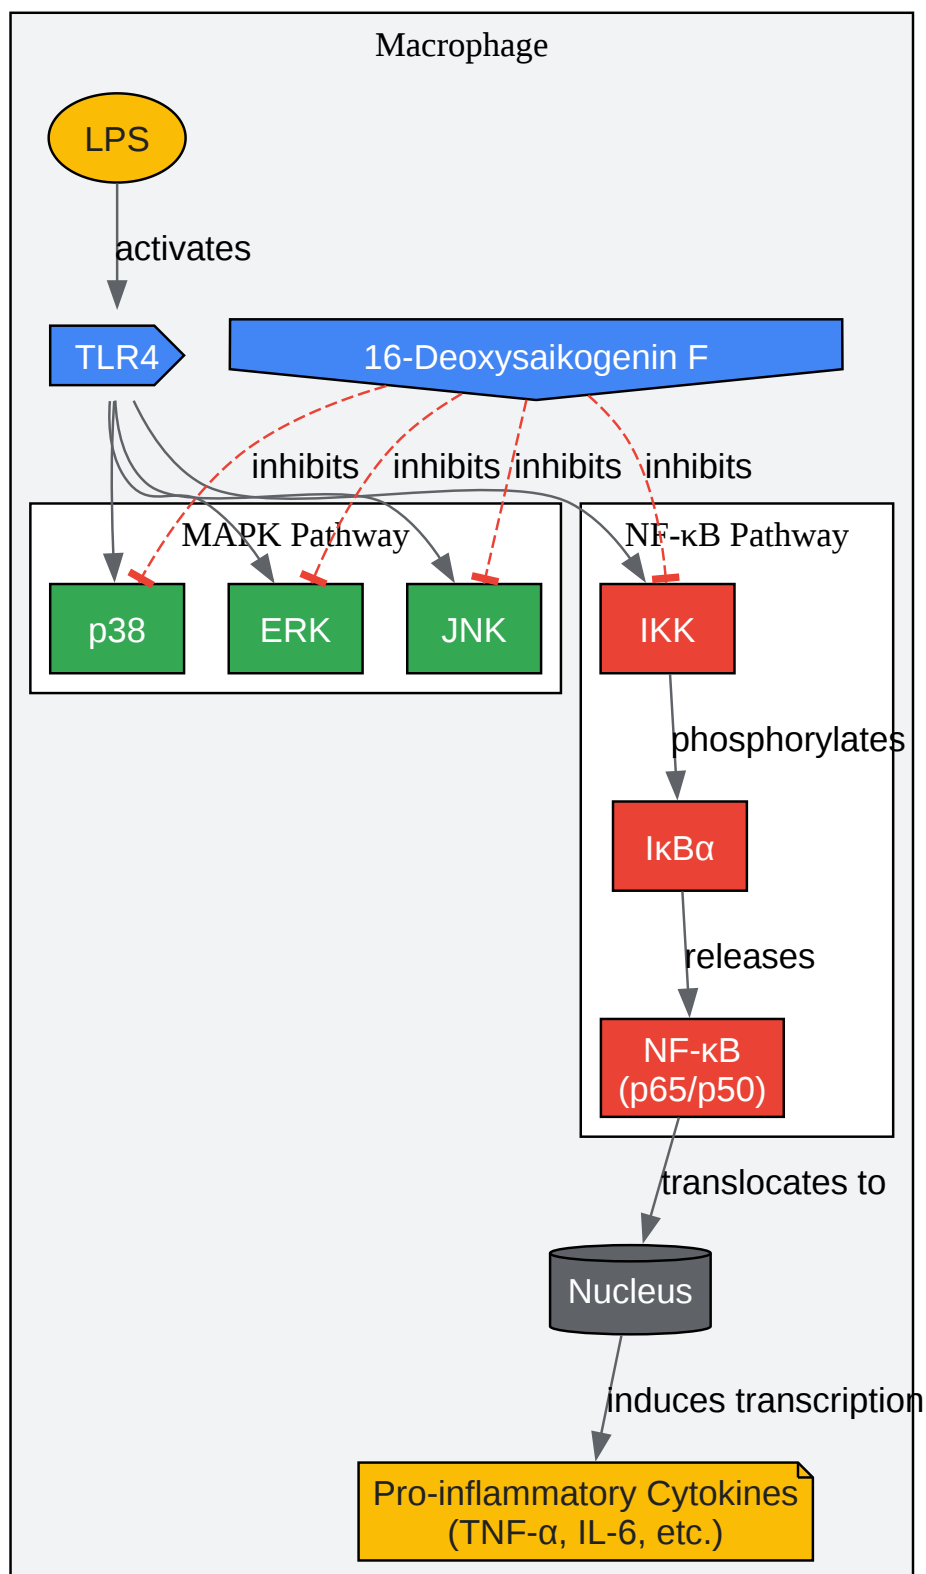 Macrophage
LPS
activates
TLR4
16-Deoxysaikogenin F
inhibits
inhibits
inhibits
inhibits
MAPK Pathway
NF-κB Pathway
p38
ERK
JNK
IKK
phosphorylates
IκBα
releases
NF-κB
(p65/p50)
translocates to
Nucleus
induces transcription
Pro-inflammatory Cytokines
(TNF-α, IL-6, etc.)